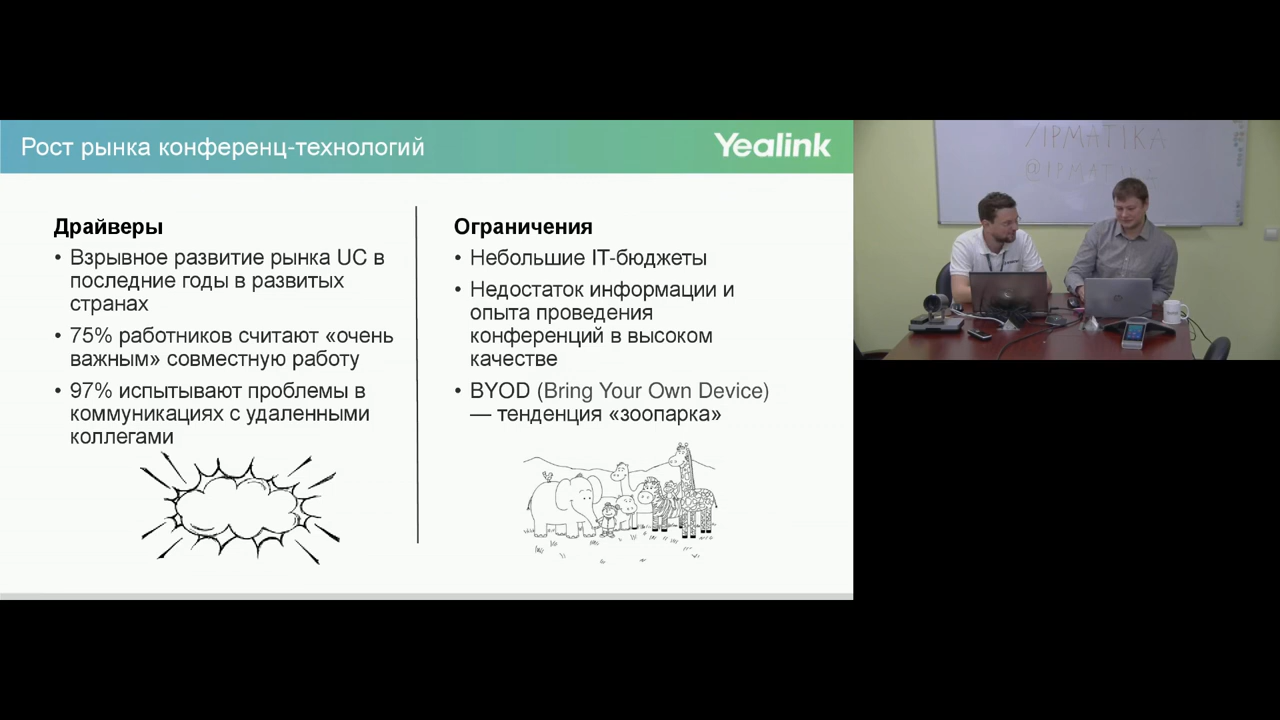 Рост рынка конференц-технологий
Yealink
Драйверы
• Взрывное развитие рынка UC в
последние годы в развитых
странах
• 75% работников считают «очень
важным» совместную работу
• 97% испытывают проблемы в
коммуникациях с удаленными
коллегами
Ограничения
• Небольшие IT-бюджеты
• Недостаток информации и
опыта проведения
конференций в высоком
качестве
• BYOD (Bring Your Own Device)
— тенденция «зоопарка»
/IPMATIKA
@IPMATIKA